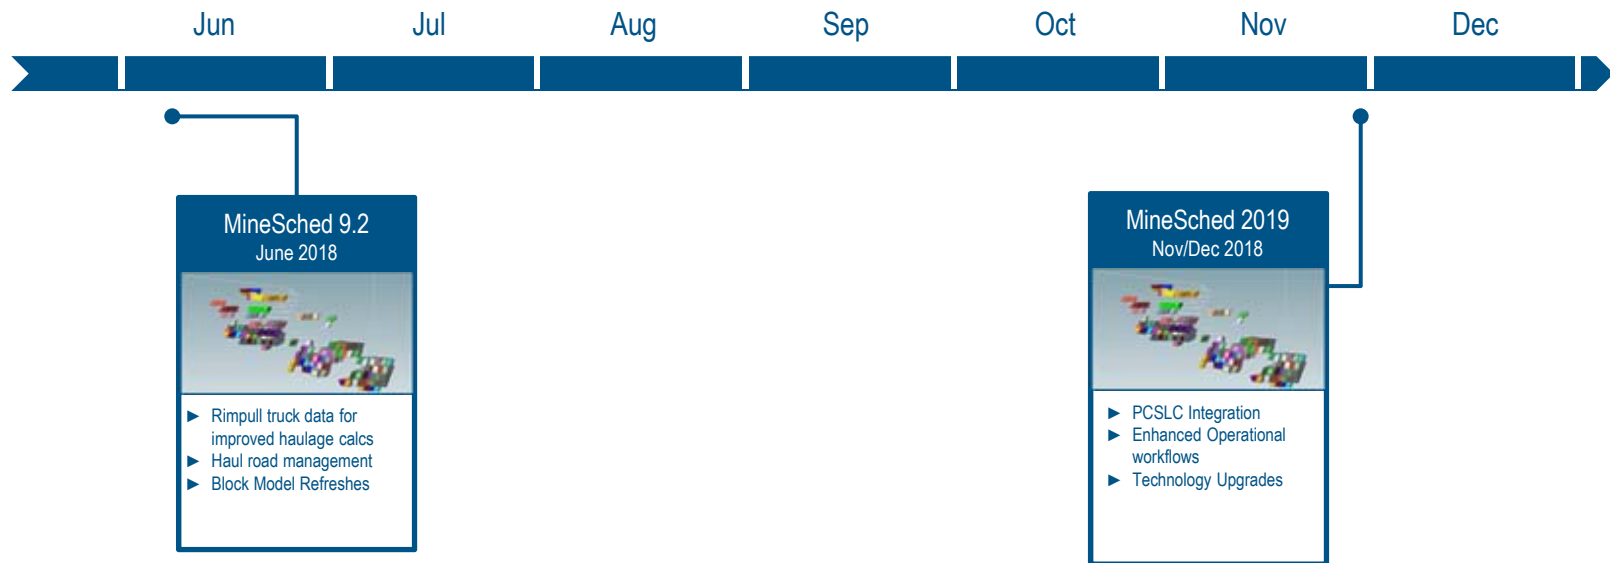 Jun Jul Aug Sep Oct Nov Dec
MineSched 9.2
June 2018
► Rimpull truck data for
improved haulage calcs
► Haul road management
► Block Model Refreshes
MineSched 2019
Nov/Dec 2018
► PCSLC Integration
► Enhanced Operational
workflows
► Technology Upgrades